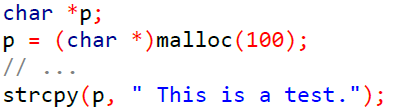 char *p;
p = (char *)malloc(100);
// ...
strcpy(p, " This is a test.");